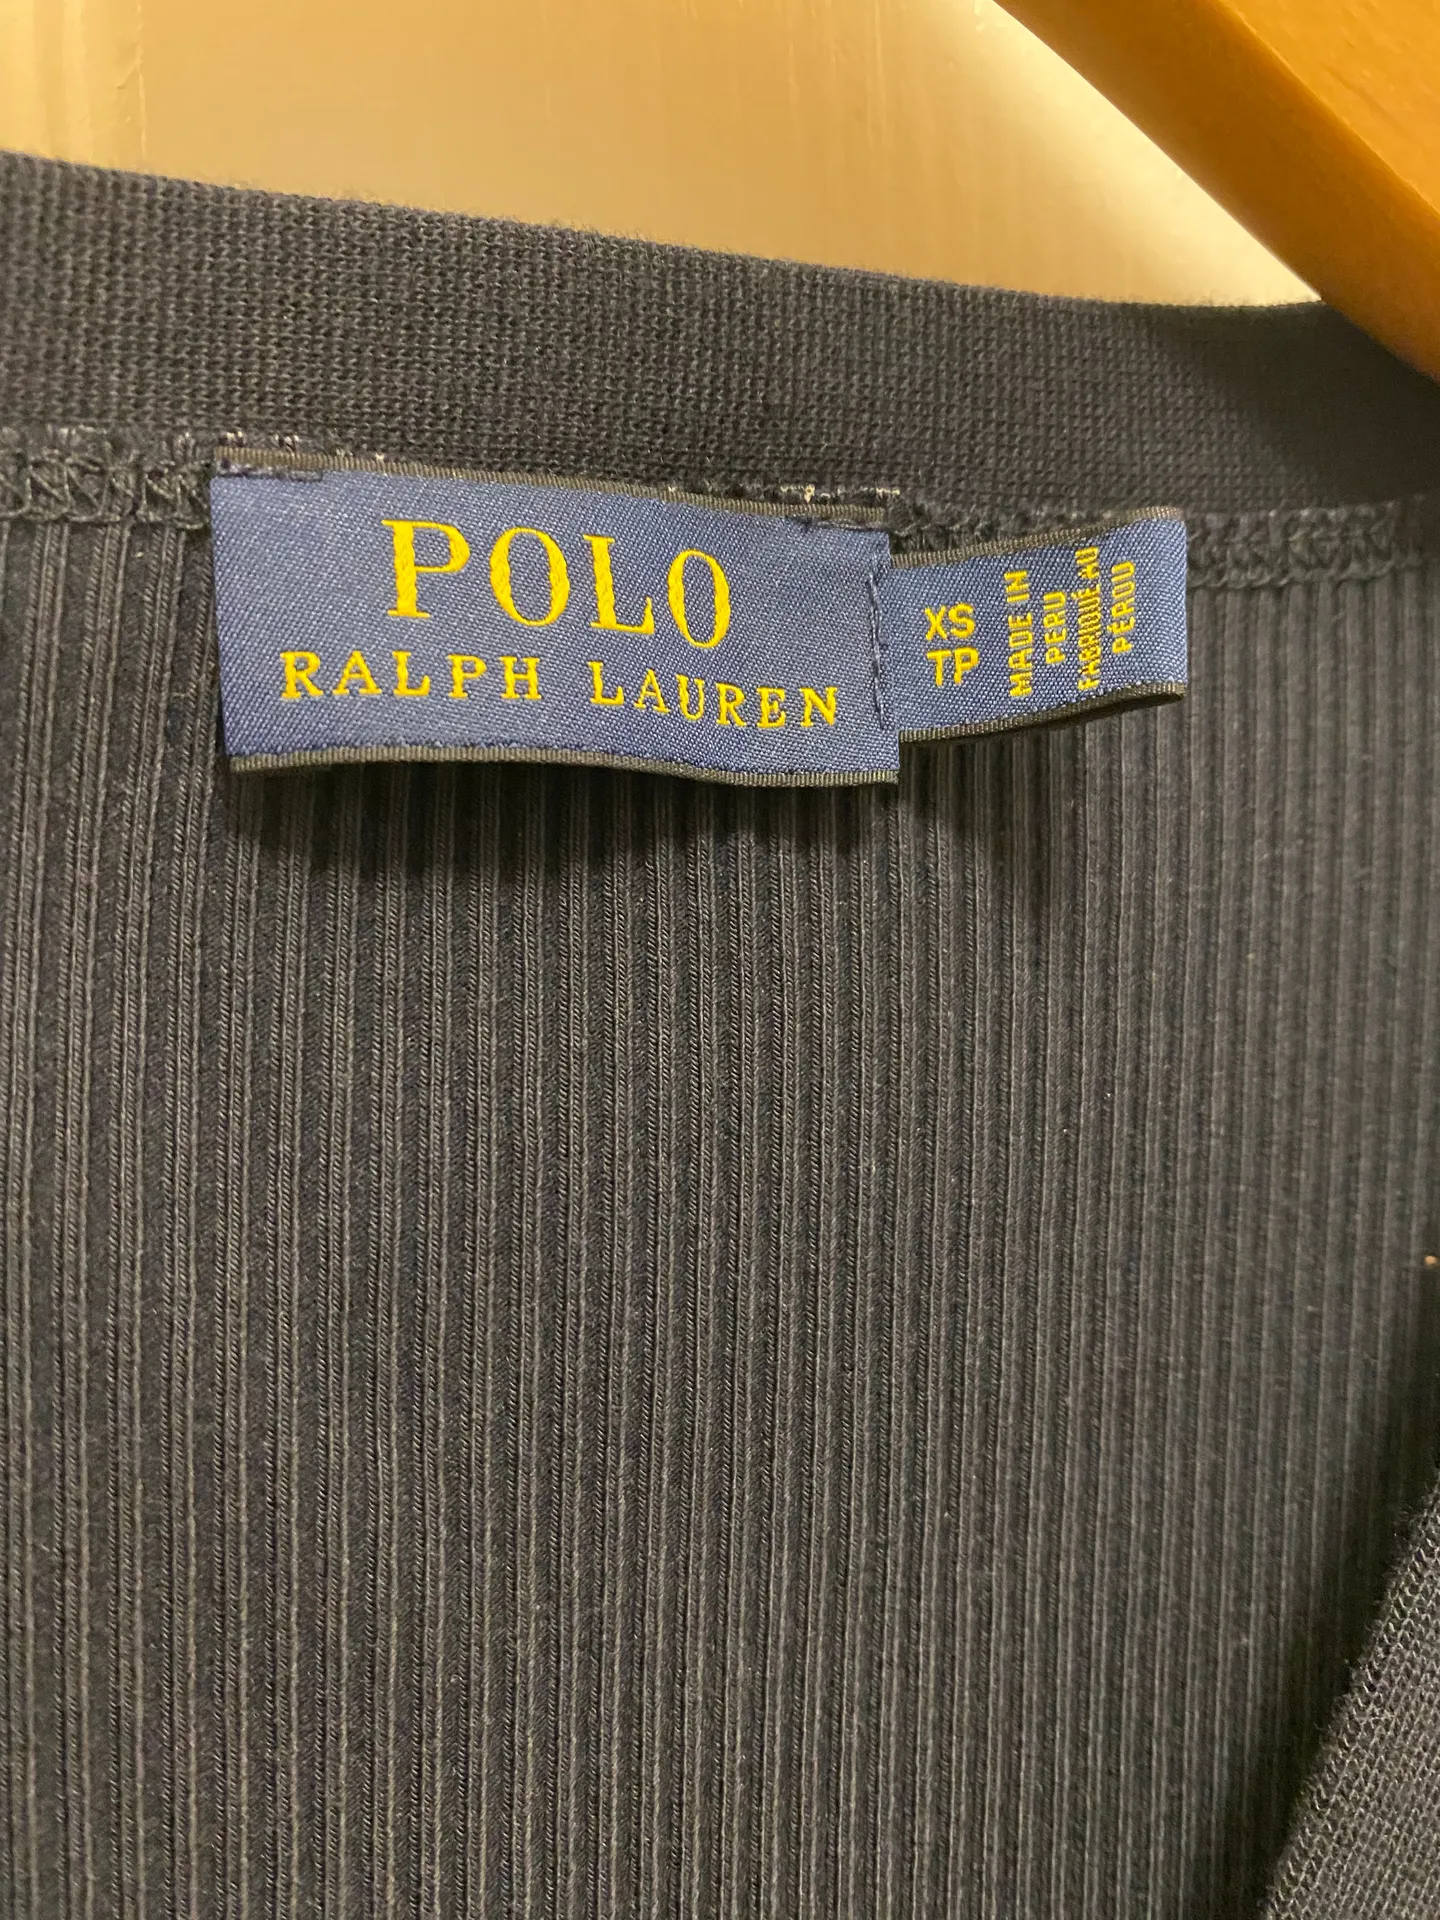 POLO
RALPH LAUREN
XS
TP
MADE IN
PERU
FABRIQUÉ AU
PÉROU